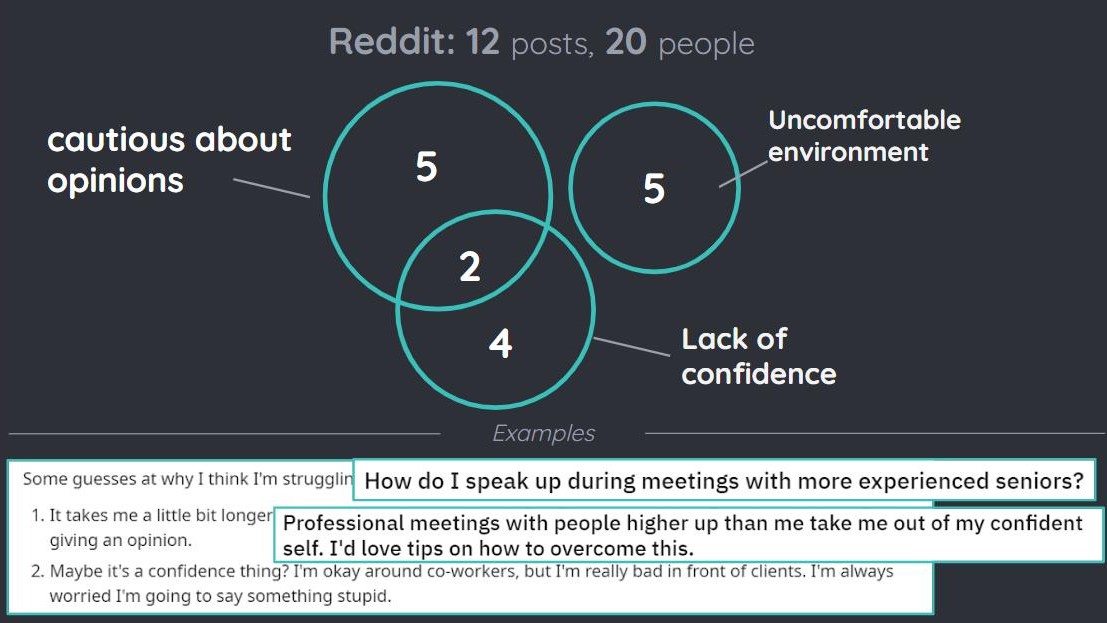 Reddit: 12 posts, 20 people
cautious about
opinions
5
Uncomfortable
environment
5
2
4
Lack of
confidence
Examples
Some guesses at why I think I'm strugglin
How do I speak up during meetings with more experienced seniors?
1. It takes me a little bit longer
giving an opinion.
Professional meetings with people higher up than me take me out of my confident
self. I'd love tips on how to overcome this.
2. Maybe it's a confidence thing? I'm okay around co-workers, but I'm really bad in front of clients. I'm always
worried I'm going to say something stupid.